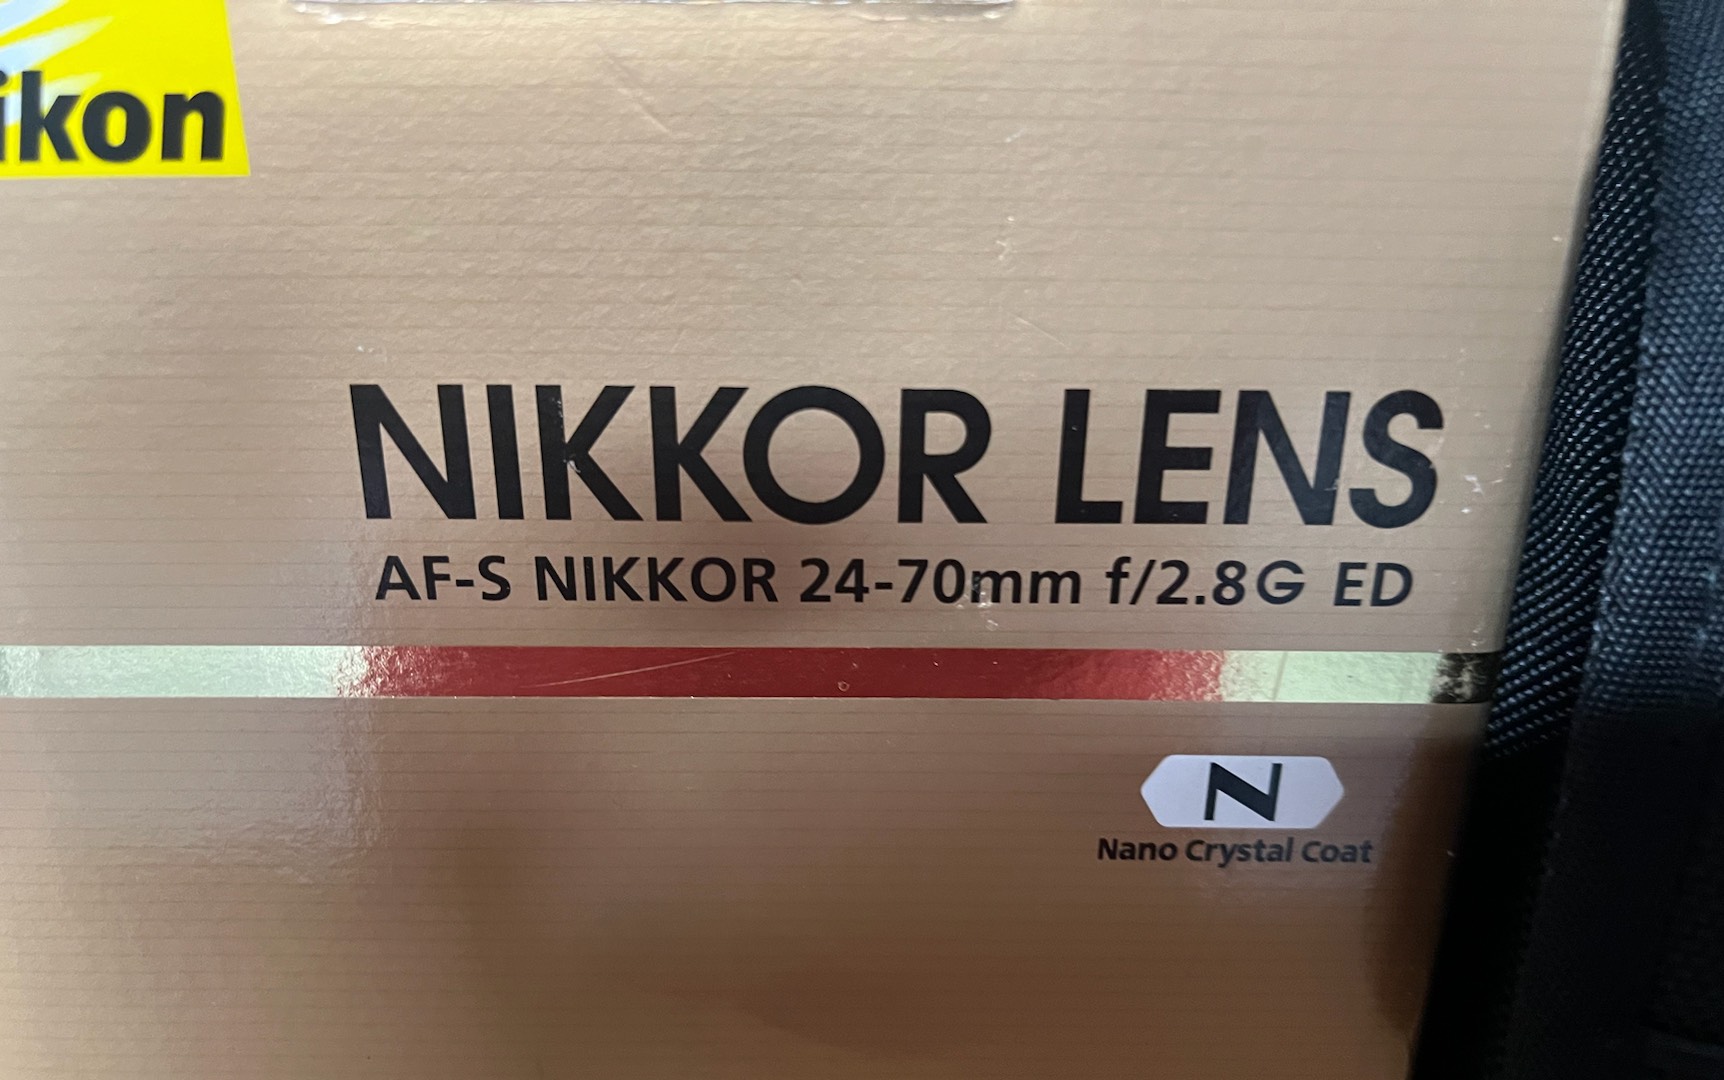 ikon
NIKKOR LENS
AF-S NIKKOR 24-70mm f/2.8G ED
N
Nano Crystal Coat